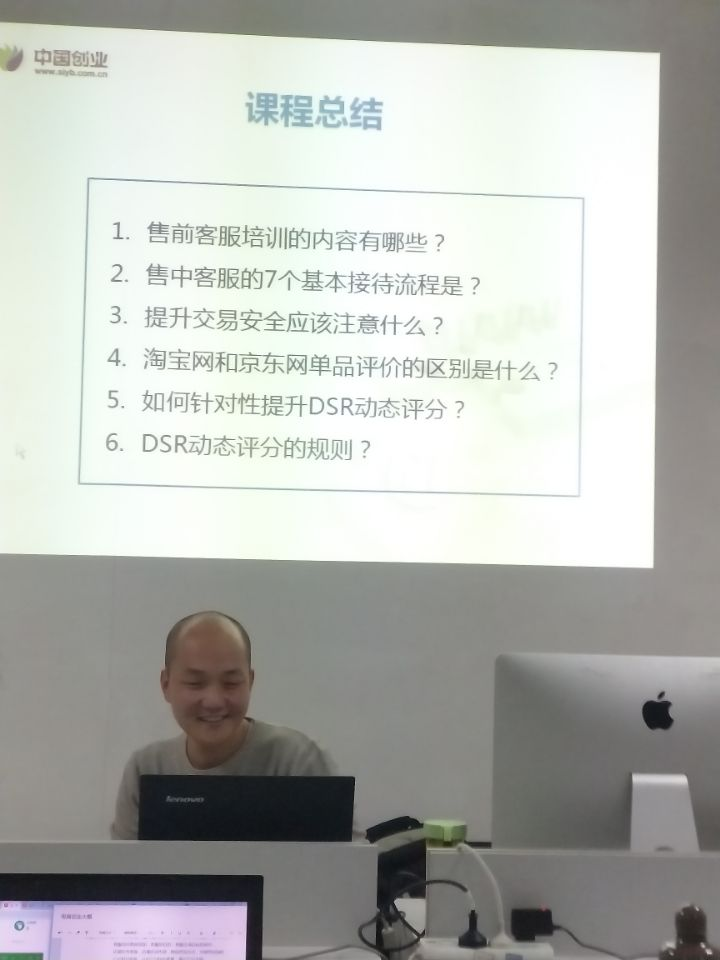 中国创业
www.siyb.com.cn
课程总结
1. 售前客服培训的内容有哪些？
2. 售中客服的7个基本接待流程是？
3. 提升交易安全应该注意什么？
4. 淘宝网和京东网单品评价的区别是什么？
5. 如何针对性提升DSR动态评分？
6. DSR动态评分的规则？
lenovo